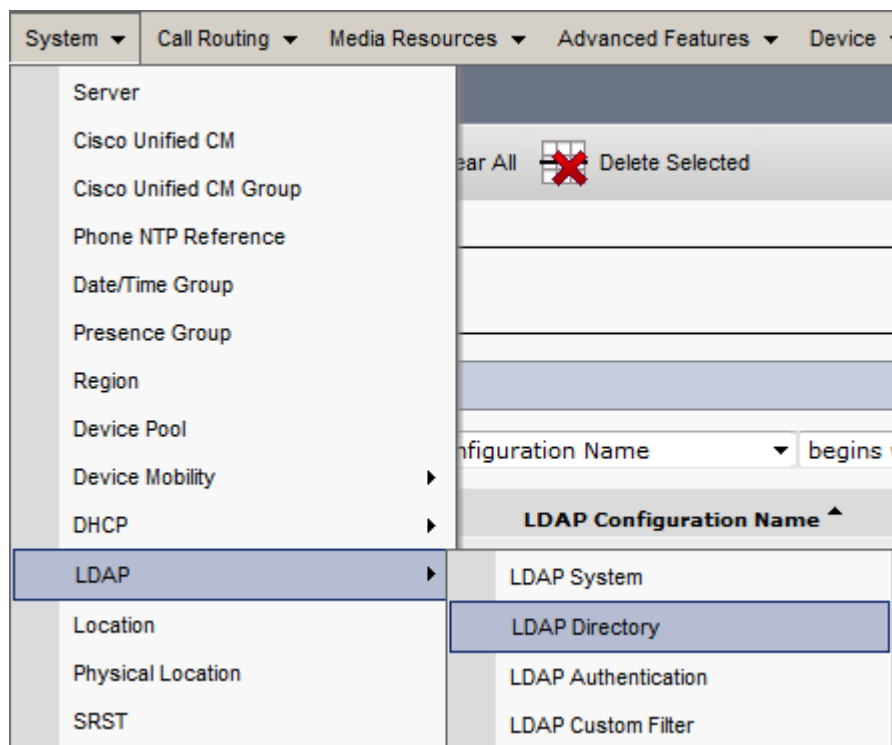 System Call Routing Media Resources Advanced Features Device
Server
Cisco Unified CM
ear All Delete Selected
Cisco Unified CM Group
Phone NTP Reference
Date/Time Group
Presence Group
Region
Device Pool
nfiguration Name begins
Device Mobility
DHCP
LDAP Configuration Name
LDAP
LDAP System
Location
LDAP Directory
Physical Location
LDAP Authentication
SRST
LDAP Custom Filter